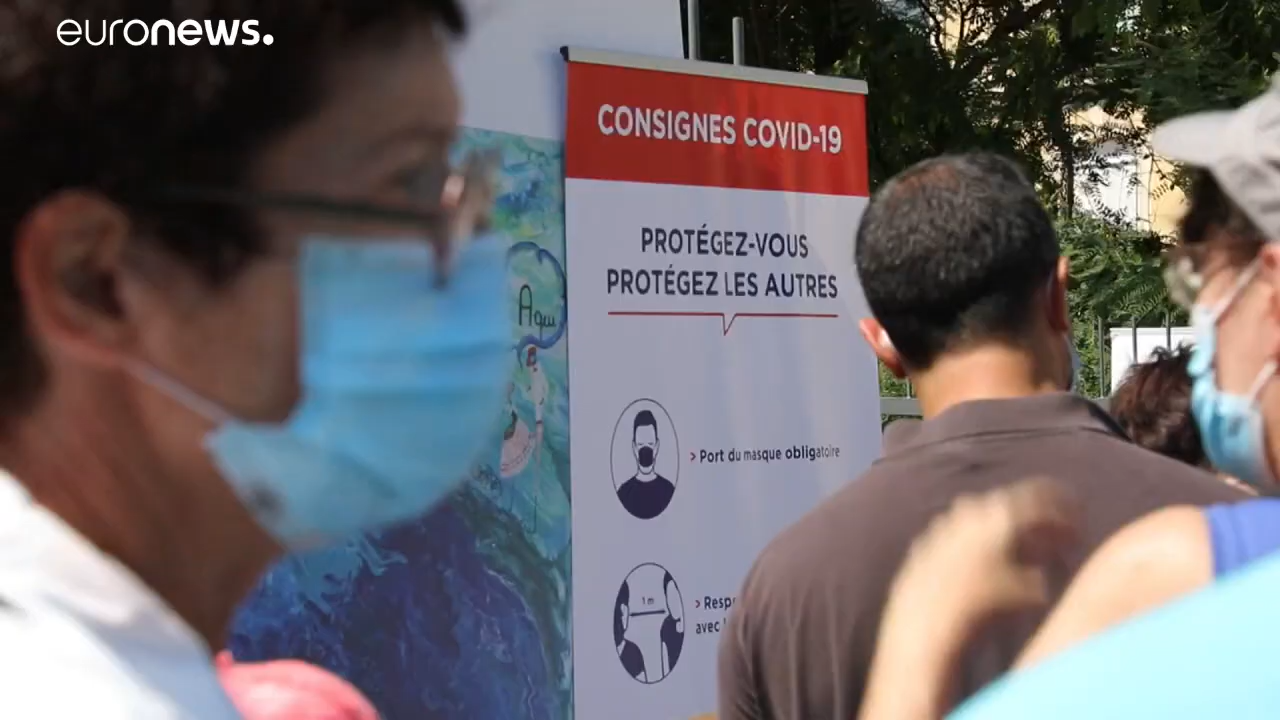 euronews.
CONSIGNES COVID-19
PROTÉGEZ-VOUS
PROTÉGEZ LES AUTRES
> Port du masque obligatoire
1 m
> Resp
avec